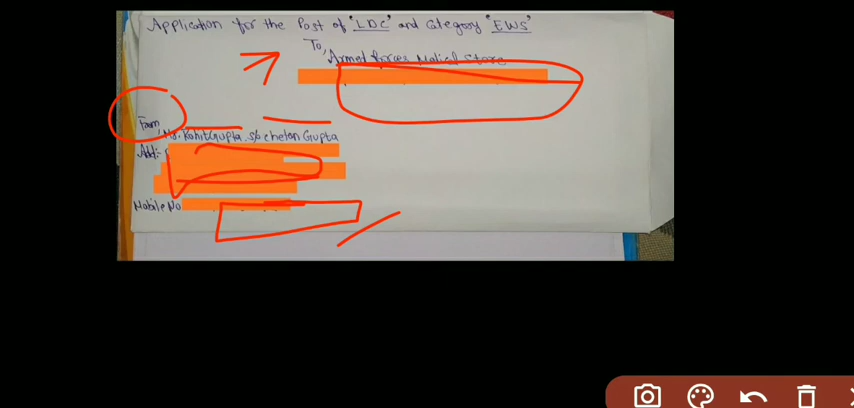 Application for the Post of 'LDC' and Category 'EWS'
To,
Armed Forces Medical Store
From,
Mr. Rohit Gupta s/o Chetan Gupta
Add:-
Mobile No